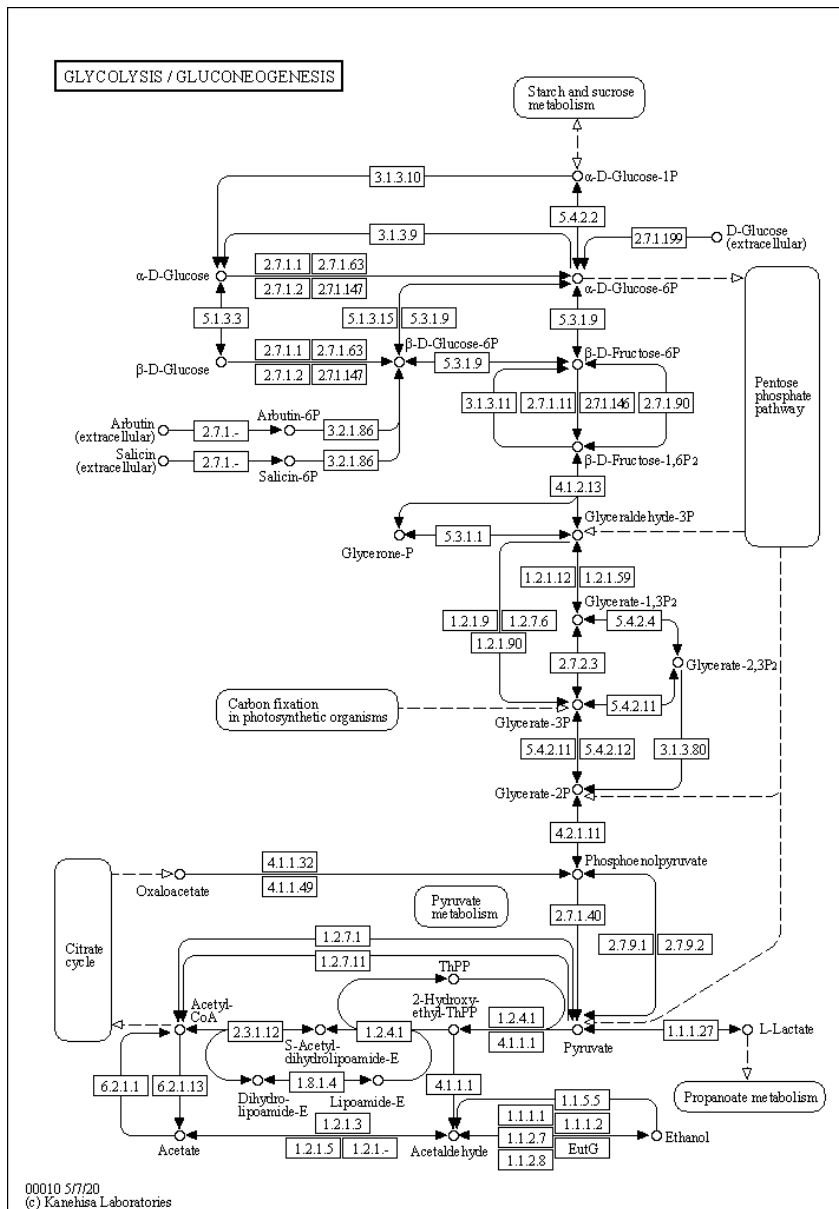 GLYCOLYSIS / GLUCONEOGENESIS
Starch and sucrose
metabolism
3.1.3.10
α-D-Glucose-1P
5.4.2.2
3.1.3.9
2.7.1.199
D-Glucose
(extracellular)
α-D-Glucose
2.7.1.1
2.7.1.63
2.7.1.2
2.7.1.147
α-D-Glucose-6P
5.1.3.3
5.1.3.15
5.3.1.9
5.3.1.9
β-D-Glucose
2.7.1.1
2.7.1.63
2.7.1.2
2.7.1.147
β-D-Glucose-6P
5.3.1.9
β-D-Fructose-6P
Pentose
phosphate
pathway
3.1.3.11
2.7.1.11
2.7.1.146
2.7.1.90
Arbutin
(extracellular)
2.7.1.-
Arbutin-6P
3.2.1.86
Salicin
(extracellular)
2.7.1.-
Salicin-6P
3.2.1.86
β-D-Fructose-1,6P2
4.1.2.13
Glyceraldehyde-3P
Glycerone-P
5.3.1.1
1.2.1.12
1.2.1.59
Glycerate-1,3P2
1.2.1.9
1.2.7.6
1.2.1.90
5.4.2.4
2.7.2.3
Glycerate-2,3P2
Carbon fixation
in photosynthetic organisms
Glycerate-3P
5.4.2.11
5.4.2.11
5.4.2.12
3.1.3.80
Glycerate-2P
4.2.1.11
4.1.1.32
Oxaloacetate
4.1.1.49
Phosphoenolpyruvate
Pyruvate
metabolism
2.7.1.40
Citrate
cycle
1.2.7.1
1.2.7.11
2.7.9.1
2.7.9.2
ThPP
Acetyl-
CoA
2-Hydroxy-
ethyl-ThPP
2.3.1.12
S-Acetyl-
dihydrolipoamide-E
1.2.4.1
1.2.4.1
4.1.1.1
Pyruvate
1.1.1.27
L-Lactate
6.2.1.1
6.2.1.13
Dihydro-
lipoamide-E
1.8.1.4
Lipoamide-E
4.1.1.1
Propanoate metabolism
Acetate
1.2.1.3
1.2.1.5
1.2.1.-
Acetaldehyde
1.1.5.5
1.1.1.1
1.1.1.2
1.1.2.7
EutG
1.1.2.8
Ethanol
00010 5/7/20
(c) Kanehisa Laboratories